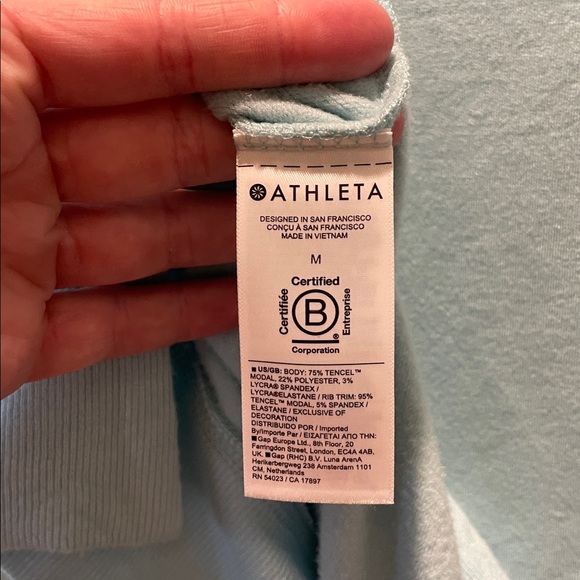 ATHLETA
DESIGNED IN SAN FRANCISCO
CONÇU À SAN FRANCISCO
MADE IN VIETNAM
M
Certified
Certifiée
B
Entreprise
®
Corporation
■ US/GB: BODY: 75% TENCEL™
MODAL, 22% POLYESTER, 3%
LYCRA® SPANDEX /
LYCRA®ELASTANE / RIB TRIM: 95%
TENCEL™ MODAL, 5% SPANDEX /
ELASTANE / EXCLUSIVE OF
DECORATION
DISTRIBUIDO POR / Imported
By/Importe Par / ΕΙΣΑΓΕΤΑΙ ΑΠΟ ΤΗΝ:
■Gap Europe Ltd., 8th Floor, 20
Farringdon Street, London, EC4A 4AB,
UK, ■Gap (RHC) B.V. Luna ArenA
Herikerbergweg 238 Amsterdam 1101
CM, Netherlands
RN 54023 / CA 17897